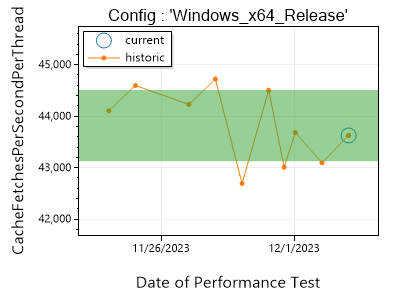 Config : 'Windows_x64_Release'
current
historic
CacheFetchesPerSecondPerThread
45,000
44,000
43,000
42,000
11/26/2023
12/1/2023
Date of Performance Test